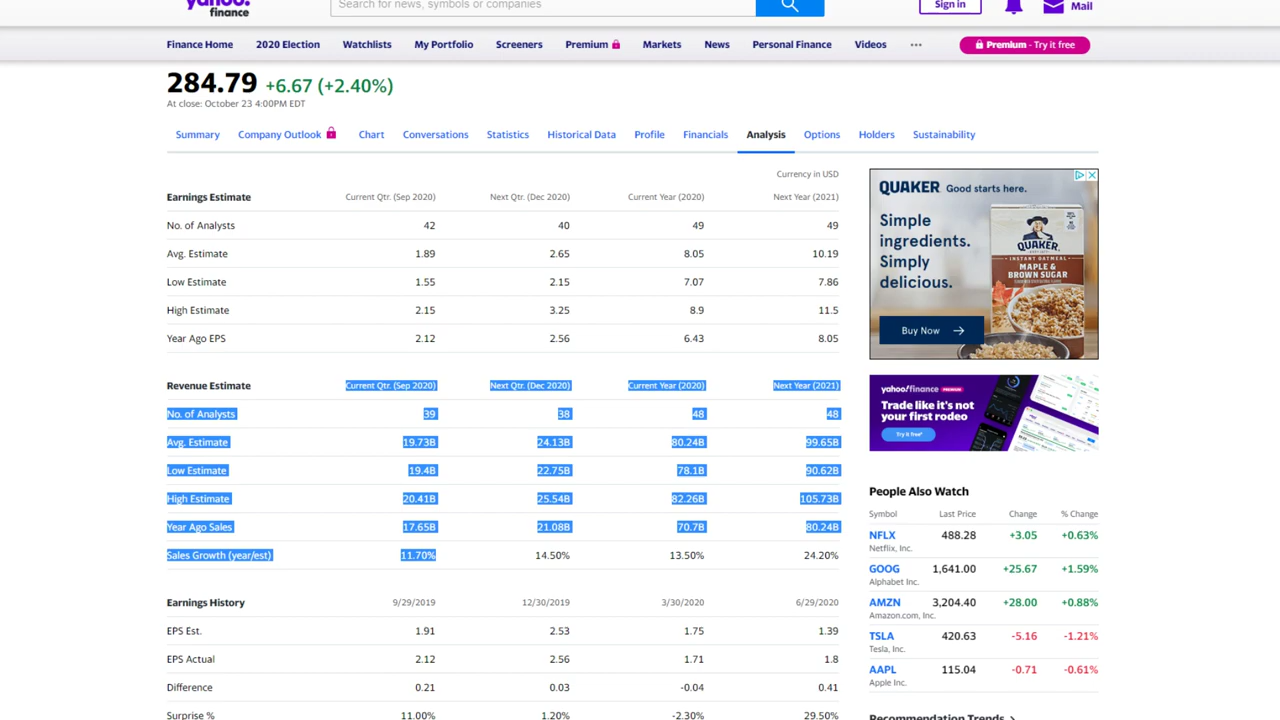 yahoo!
finance
Search for news, symbols or companies
Sign in
Mail
Finance Home 2020 Election Watchlists My Portfolio Screeners Premium Markets News Personal Finance Videos ... Premium - Try it free
284.79 +6.67 (+2.40%)
At close: October 23 4:00PM EDT
Summary Company Outlook Chart Conversations Statistics Historical Data Profile Financials Analysis Options Holders Sustainability
Currency in USD
Earnings Estimate Current Qtr. (Sep 2020) Next Qtr. (Dec 2020) Current Year (2020) Next Year (2021)
No. of Analysts 42 40 49 49
Avg. Estimate 1.89 2.65 8.05 10.19
Low Estimate 1.55 2.15 7.07 7.86
High Estimate 2.15 3.25 8.9 11.5
Year Ago EPS 2.12 2.56 6.43 8.05
Revenue Estimate Current Qtr. (Sep 2020) Next Qtr. (Dec 2020) Current Year (2020) Next Year (2021)
No. of Analysts 39 38 48 48
Avg. Estimate 19.73B 24.13B 80.24B 99.65B
Low Estimate 19.4B 22.75B 78.1B 90.62B
High Estimate 20.41B 25.54B 82.26B 105.73B
Year Ago Sales 17.65B 21.08B 70.7B 80.24B
Sales Growth (year/est) 11.70% 14.50% 13.50% 24.20%
Earnings History 9/29/2019 12/30/2019 3/30/2020 6/29/2020
EPS Est. 1.91 2.53 1.75 1.39
EPS Actual 2.12 2.56 1.71 1.8
Difference 0.21 0.03 -0.04 0.41
Surprise % 11.00% 1.20% -2.30% 29.50%
QUAKER Good starts here.
Simple
ingredients.
Simply
delicious.
Buy Now
QUAKER
INSTANT OATMEAL
MAPLE &
BROWN SUGAR
yahoo!finance PREMIUM
Trade like it's not
your first rodeo
Try it free*
People Also Watch
Symbol Last Price Change % Change
NFLX 488.28 +3.05 +0.63%
Netflix, Inc.
GOOG 1,641.00 +25.67 +1.59%
Alphabet Inc.
AMZN 3,204.40 +28.00 +0.88%
Amazon.com, Inc.
TSLA 420.63 -5.16 -1.21%
Tesla, Inc.
AAPL 115.04 -0.71 -0.61%
Apple Inc.
Recommendation Trends >